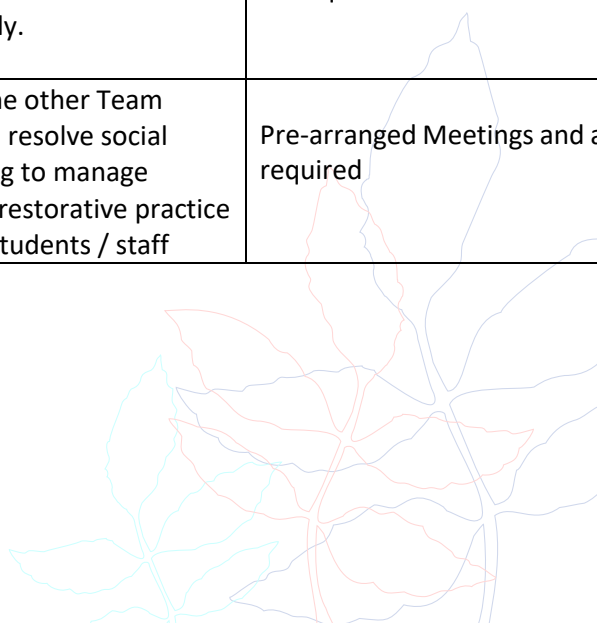 ly.
ne other Team
resolve social
g to manage
restorative practice
tudents / staff
Pre-arranged Meetings and a
required